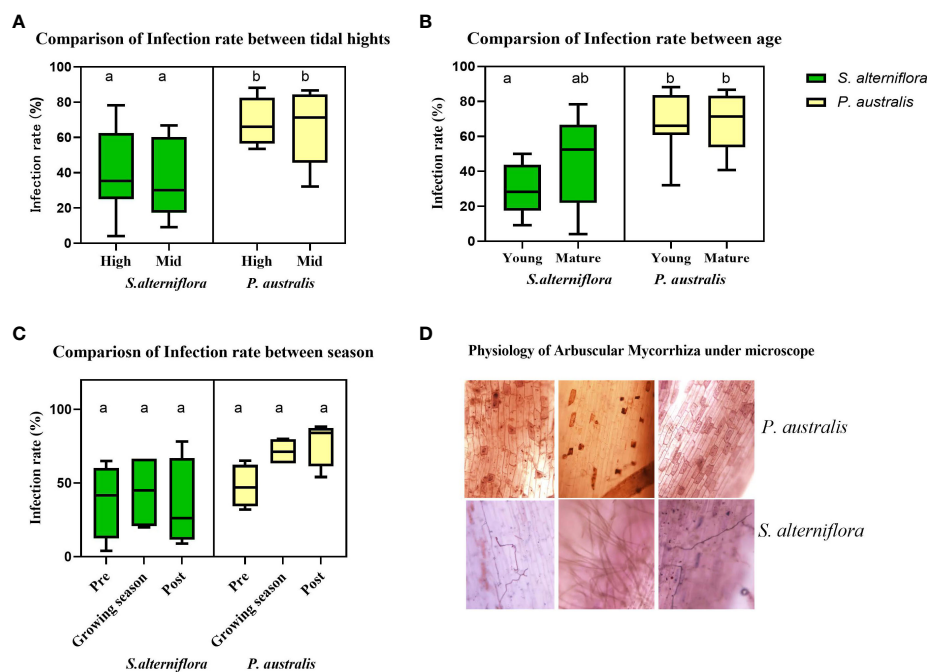 A
Comparison of Infection rate between tidal hights
a a b b
Infection rate (%)
100
80
60
40
20
0
High Mid High Mid
S.alterniflora P. australis
B
Comparsion of Infection rate between age
a ab b b
Infection rate (%)
100
80
60
40
20
0
Young Mature Young Mature
S.alterniflora P. australis
S. alterniflora
P. australis
C
Compariosn of Infection rate between season
a a a a a a
Infection rate (%)
100
50
0
Pre Growing season Post Pre Growing season Post
S.alterniflora P. australis
D
Physiology of Arbuscular Mycorrhiza under microscope
P. australis
S. alterniflora